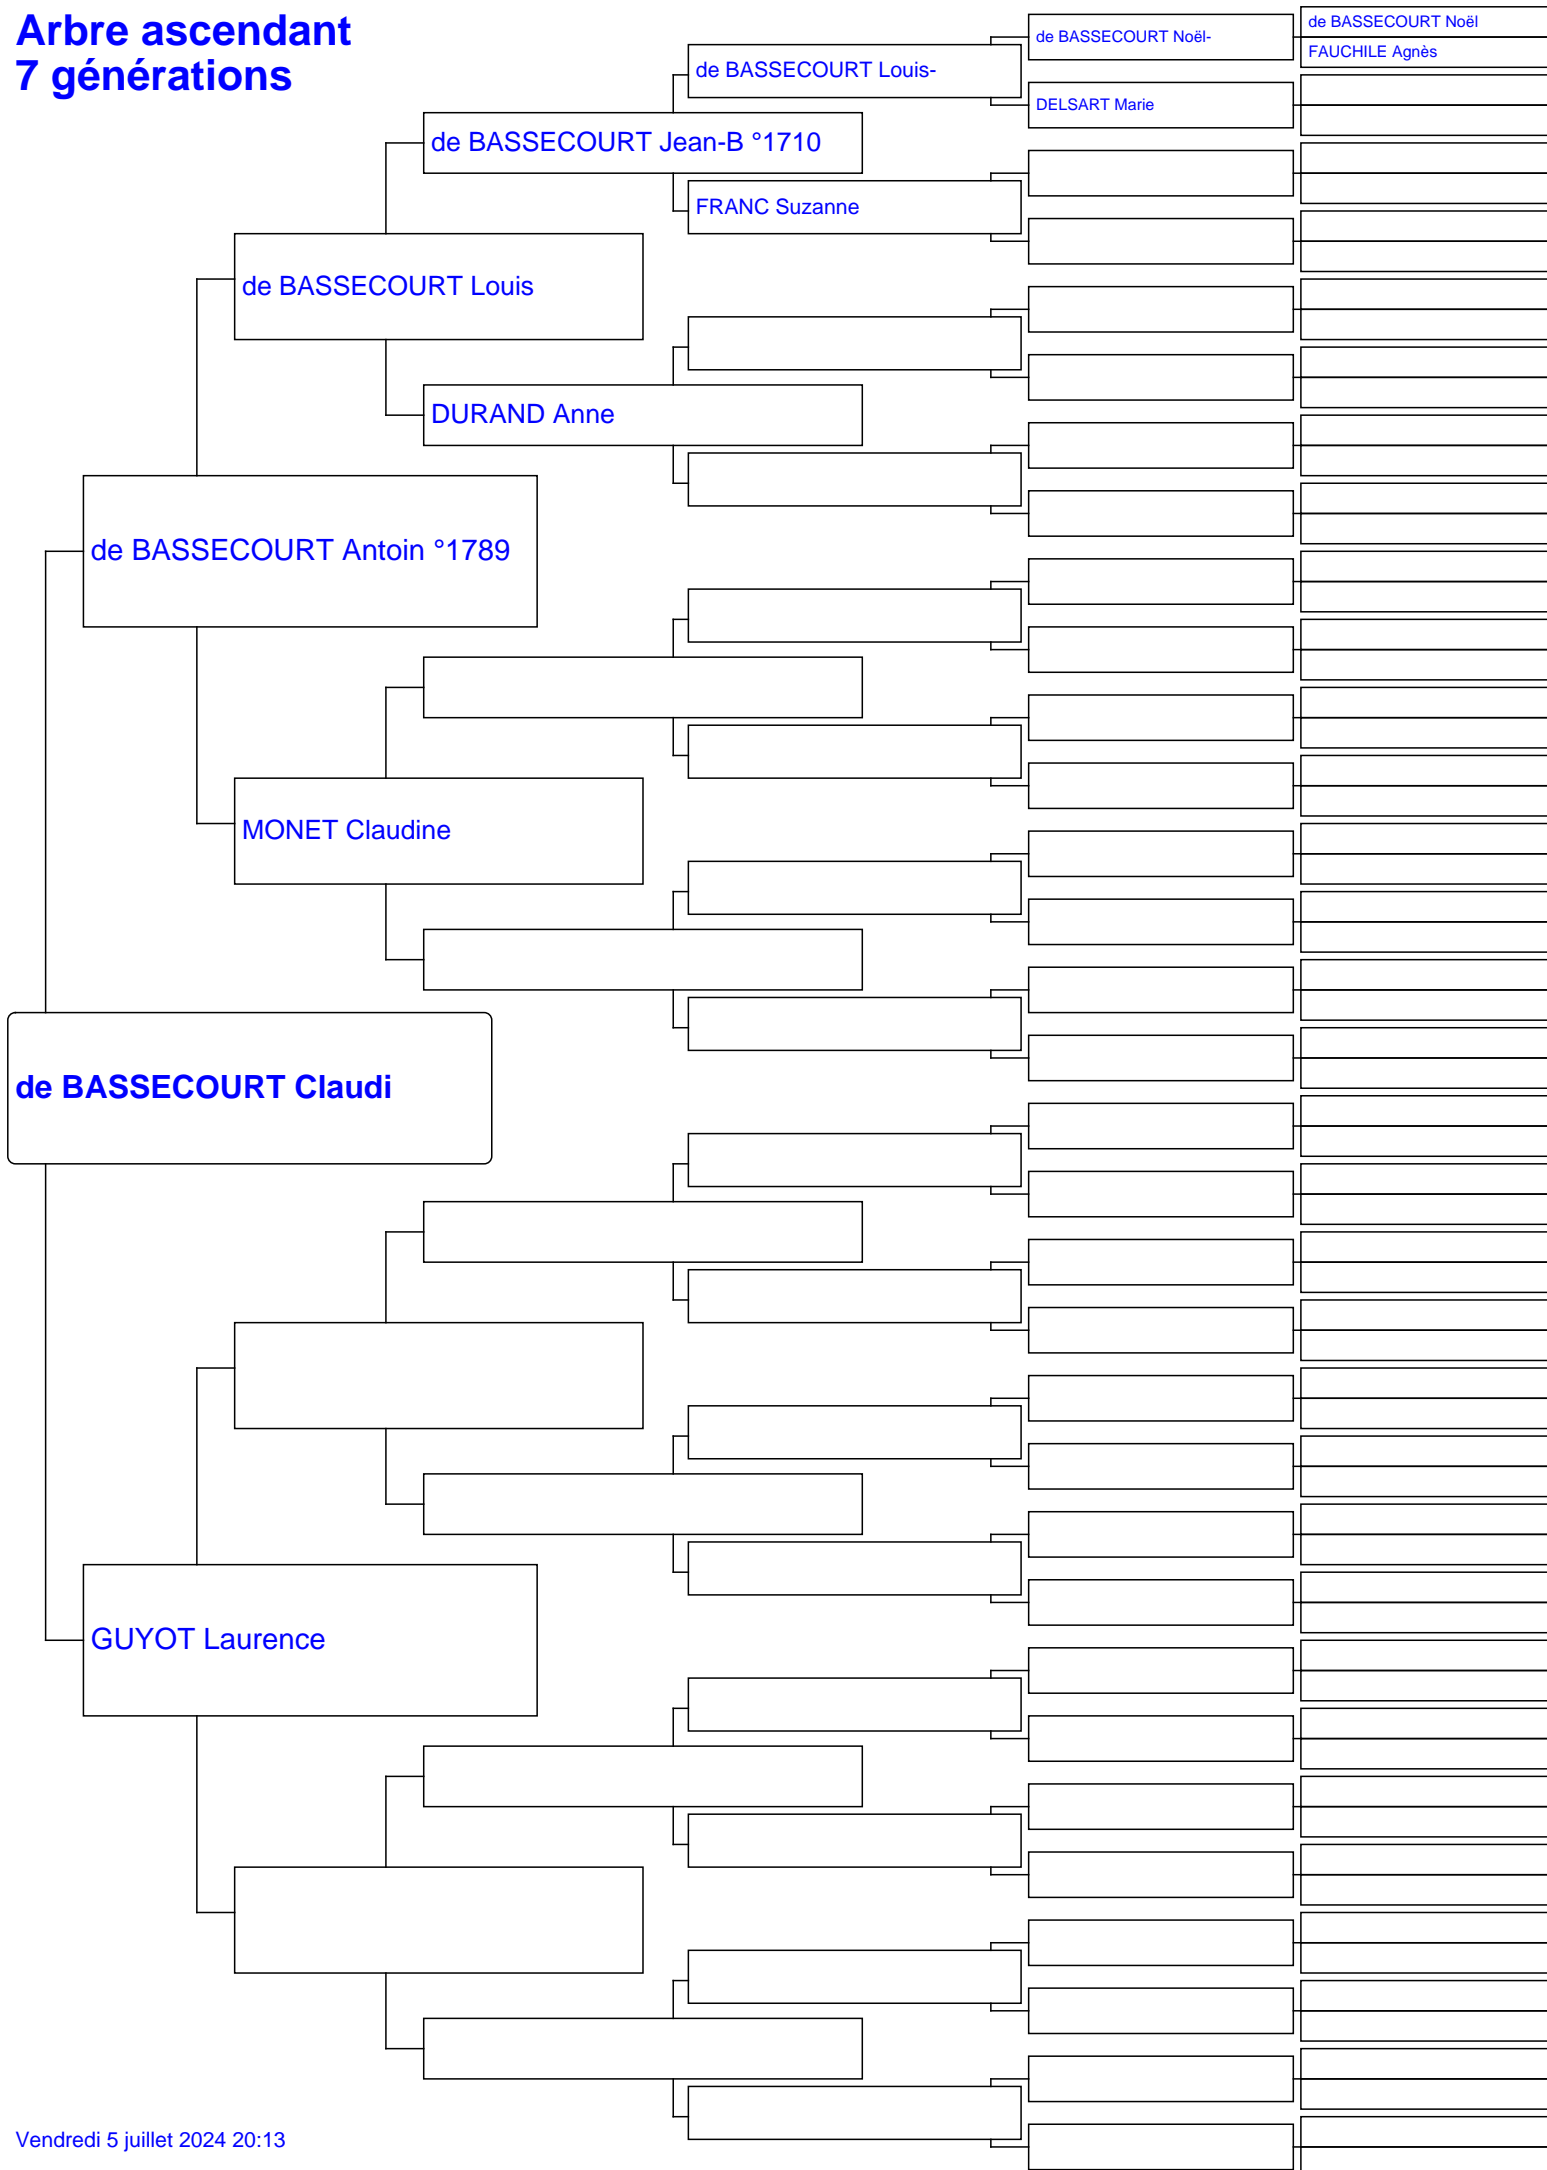 Arbre ascendant
7 générations
de BASSECOURT Noël
de BASSECOURT Noël-
FAUCHILE Agnès
de BASSECOURT Louis-
DELSART Marie
de BASSECOURT Jean-B °1710
FRANC Suzanne
de BASSECOURT Louis
DURAND Anne
de BASSECOURT Antoin °1789
MONET Claudine
de BASSECOURT Claudi
GUYOT Laurence
Vendredi 5 juillet 2024 20:13